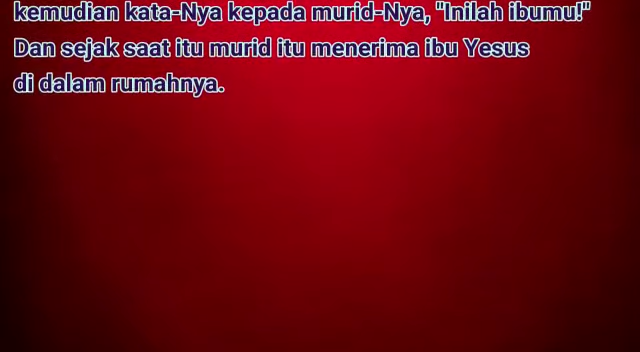 kemudian kata-Nya kepada murid-Nya, "Inilah ibumu!"
Dan sejak saat itu murid itu menerima ibu Yesus
di dalam rumahnya.